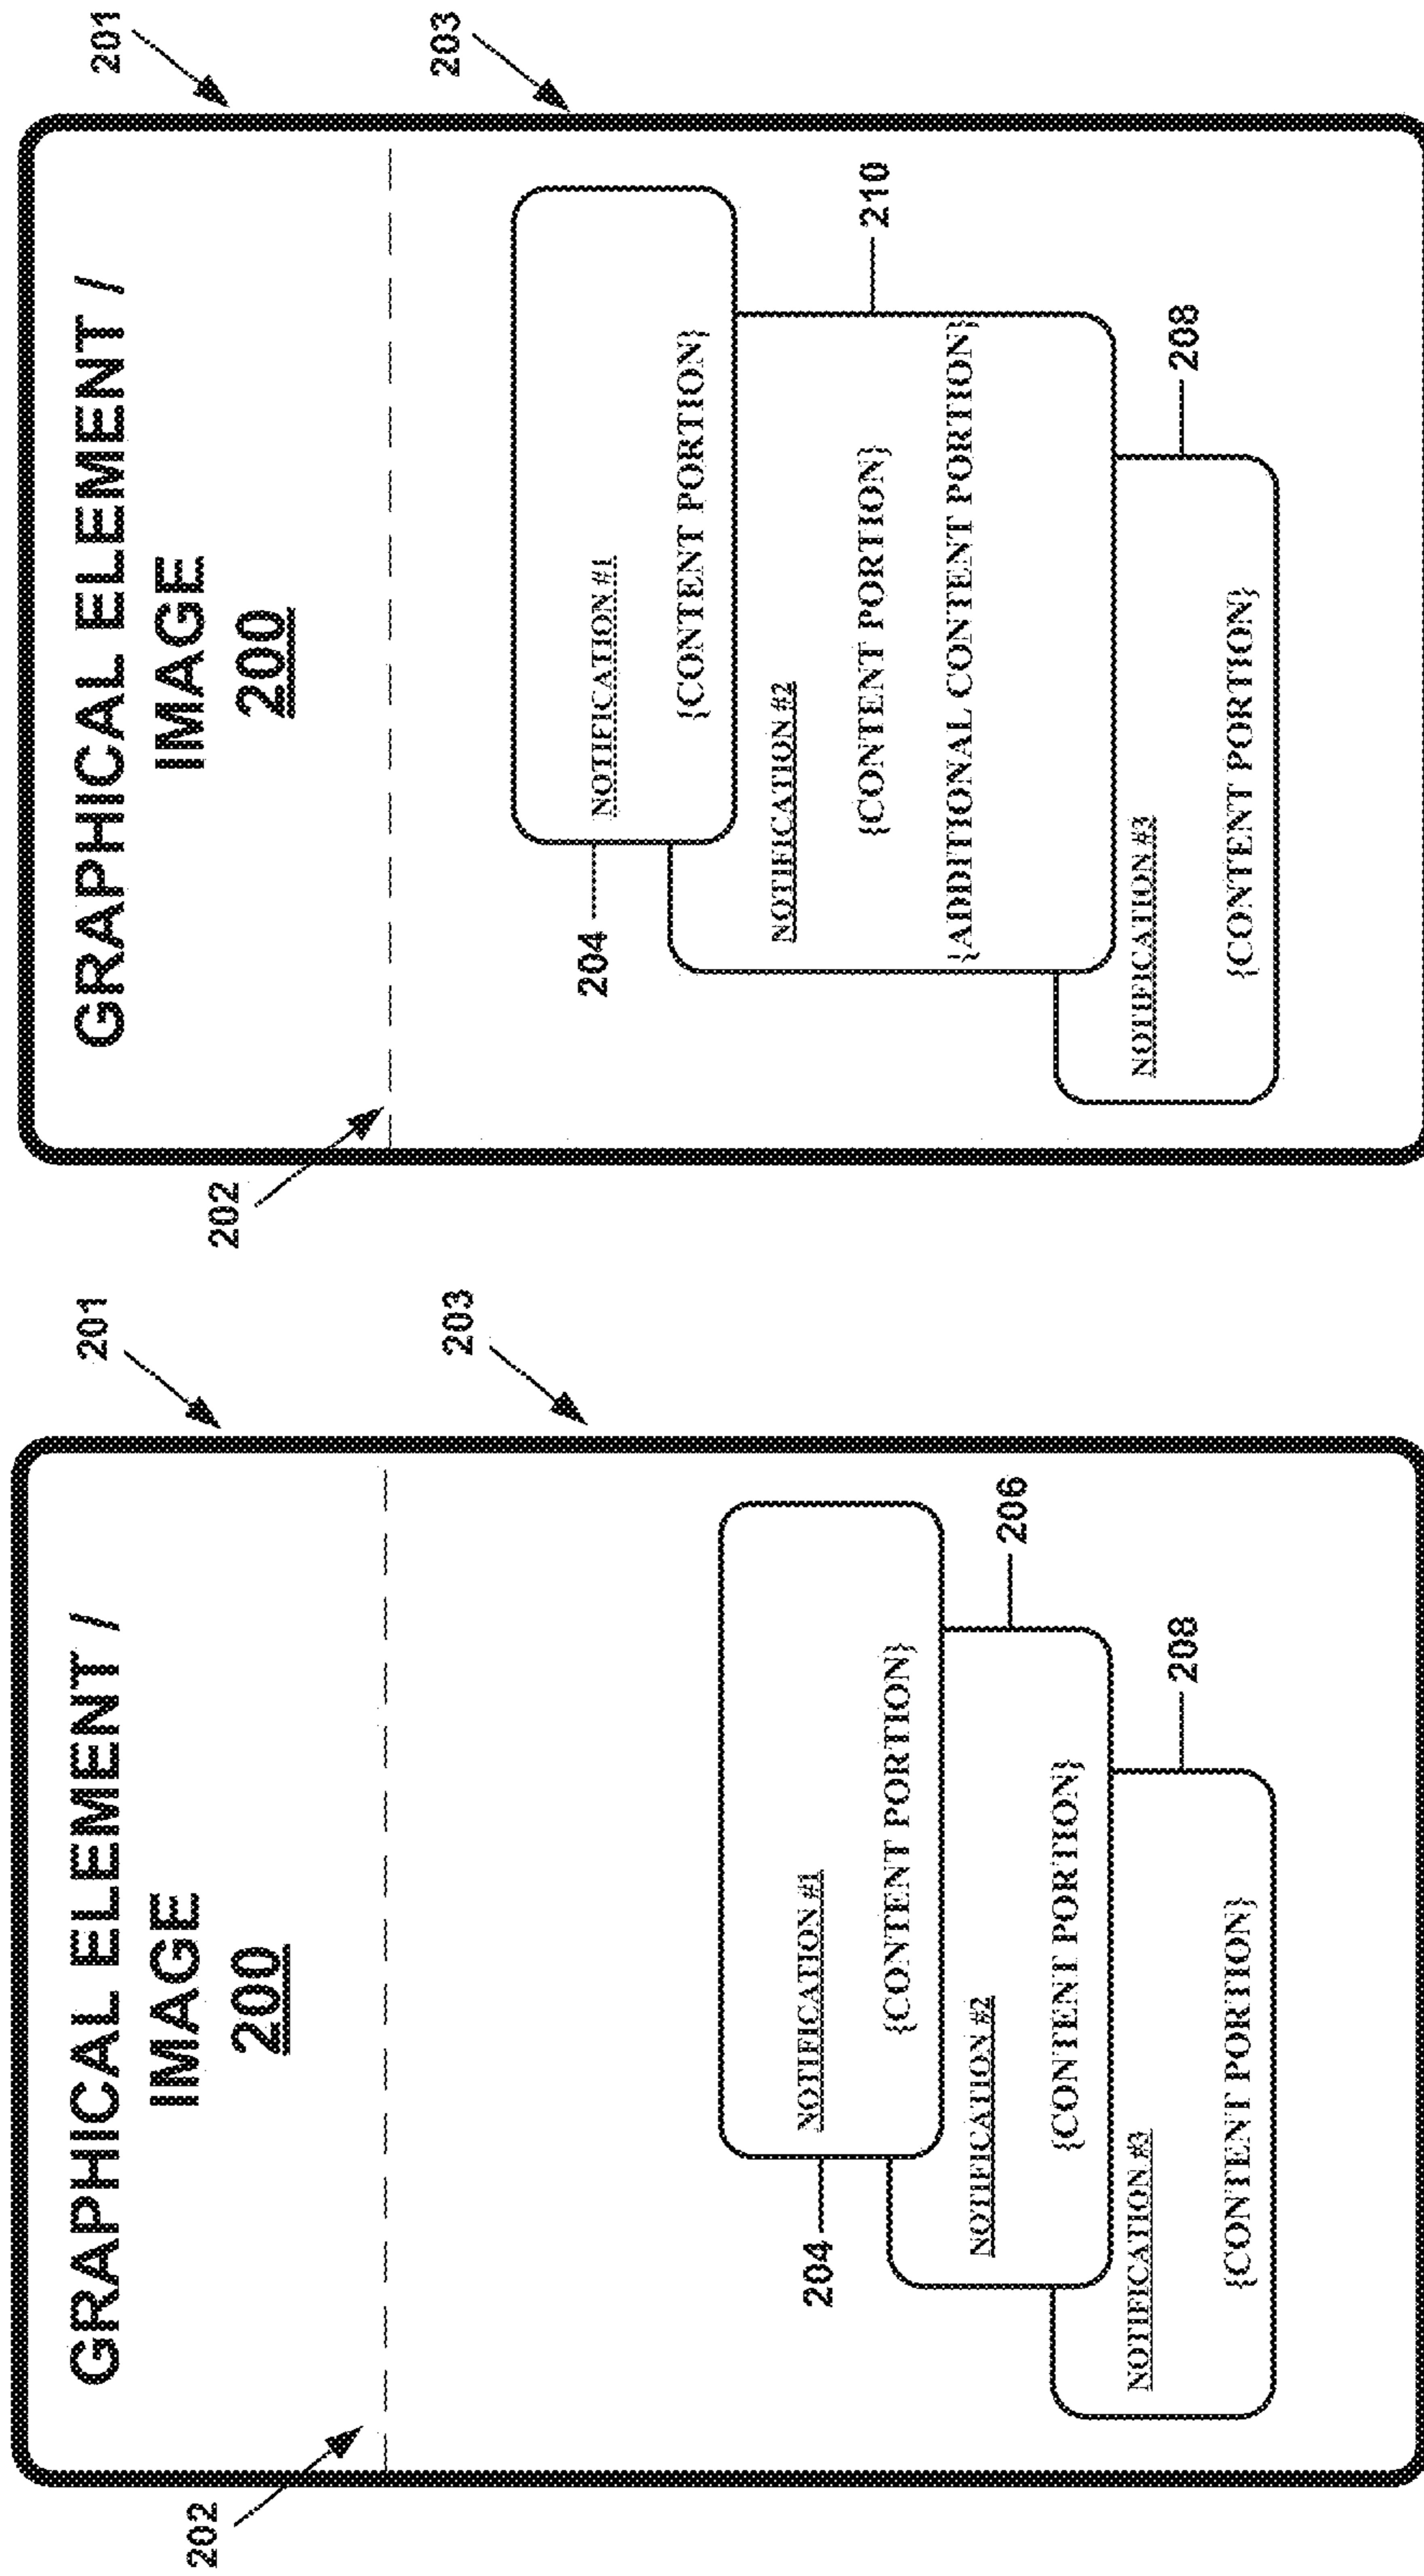 GRAPHICAL ELEMENT /
IMAGE
200
201
202
203
NOTIFICATION #1
{CONTENT PORTION}
204
NOTIFICATION #2
{CONTENT PORTION}
206
NOTIFICATION #3
{CONTENT PORTION}
208
GRAPHICAL ELEMENT /
IMAGE
200
201
202
203
NOTIFICATION #1
{CONTENT PORTION}
204
NOTIFICATION #2
{CONTENT PORTION}
{ADDITIONAL CONTENT PORTION}
210
NOTIFICATION #3
{CONTENT PORTION}
208